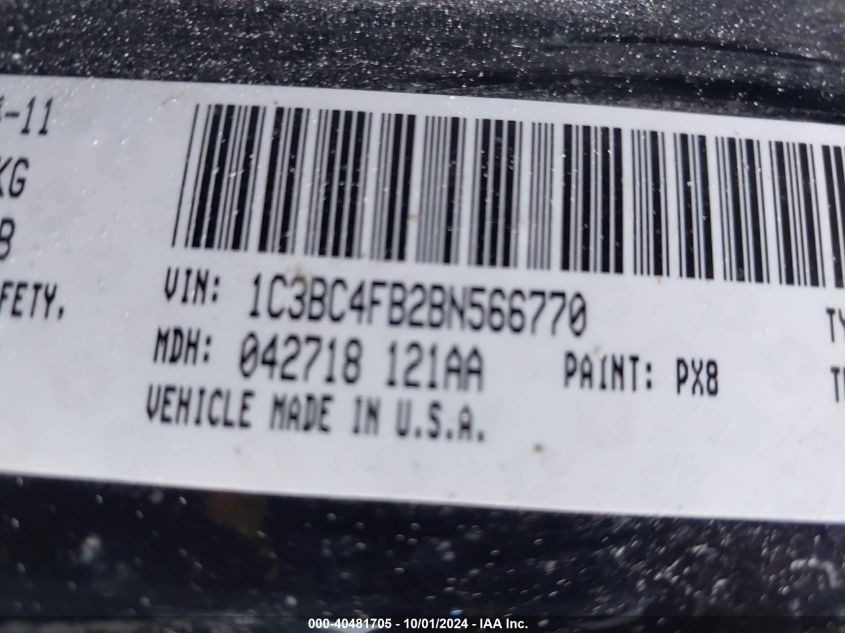 -11
KG
B
FETY,
VIN: 1C3BC4FB2BN566770
MDH: 042718 121AA
PAINT: PX8
VEHICLE MADE IN U.S.A.
TY
000-40481705 - 10/01/2024 - IAA Inc.